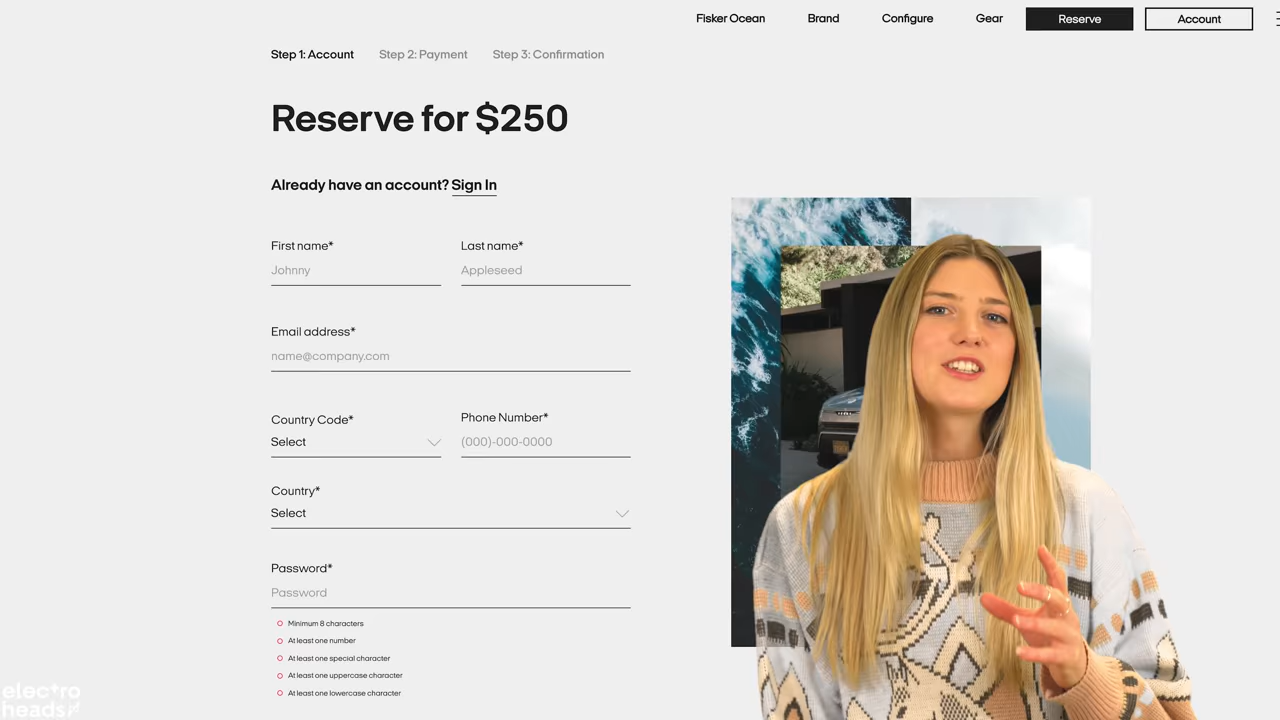 Fisker Ocean Brand Configure Gear Reserve Account
Step 1: Account Step 2: Payment Step 3: Confirmation
Reserve for $250
Already have an account? Sign In
First name* Last name*
Johnny Appleseed
Email address*
name@company.com
Country Code* Phone Number*
Select (000)-000-0000
Country*
Select
Password*
Password
Minimum 8 characters
At least one number
At least one special character
At least one uppercase character
At least one lowercase character
electro
heads